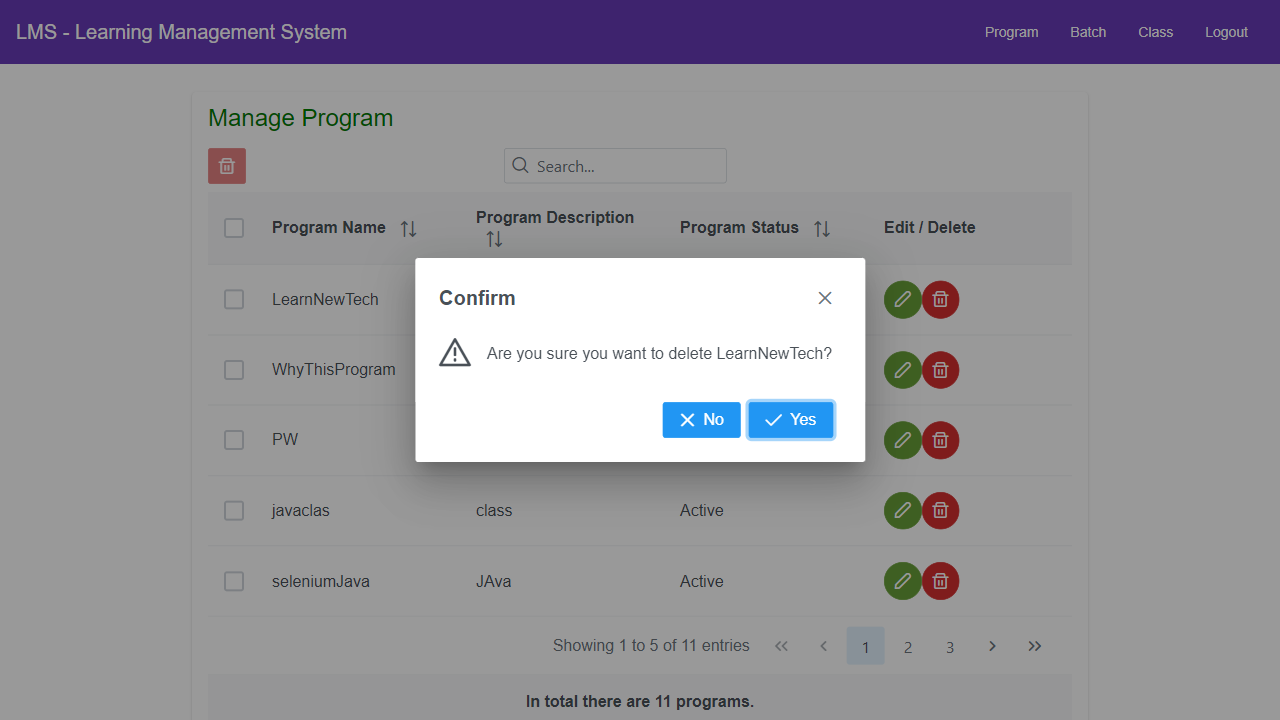 LMS - Learning Management System
Program
Batch
Class
Logout
Manage Program
Search...
Program Name
Program Description
Program Status
Edit / Delete
LearnNewTech
WhyThisProgram
PW
javaclas
class
Active
seleniumJava
JAva
Active
Confirm
Are you sure you want to delete LearnNewTech?
No
Yes
Showing 1 to 5 of 11 entries
1
2
3
In total there are 11 programs.